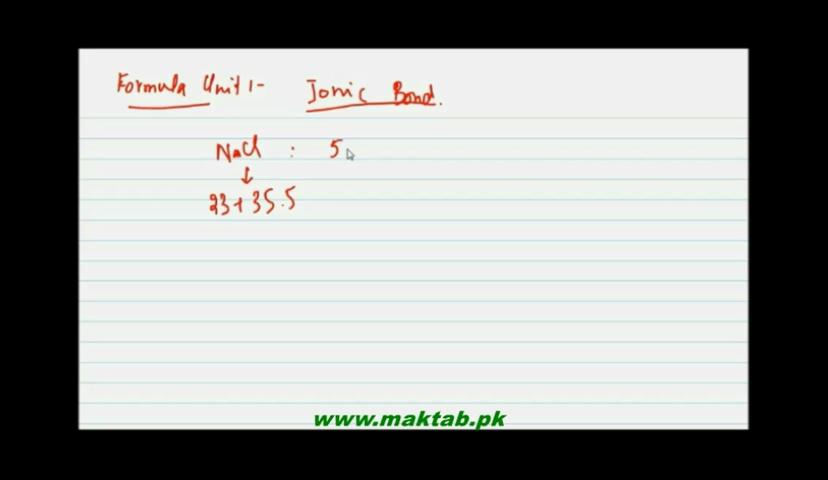 Formula Unit :- Ionic Bond.
NaCl : 5
↓
23+35.5
www.maktab.pk